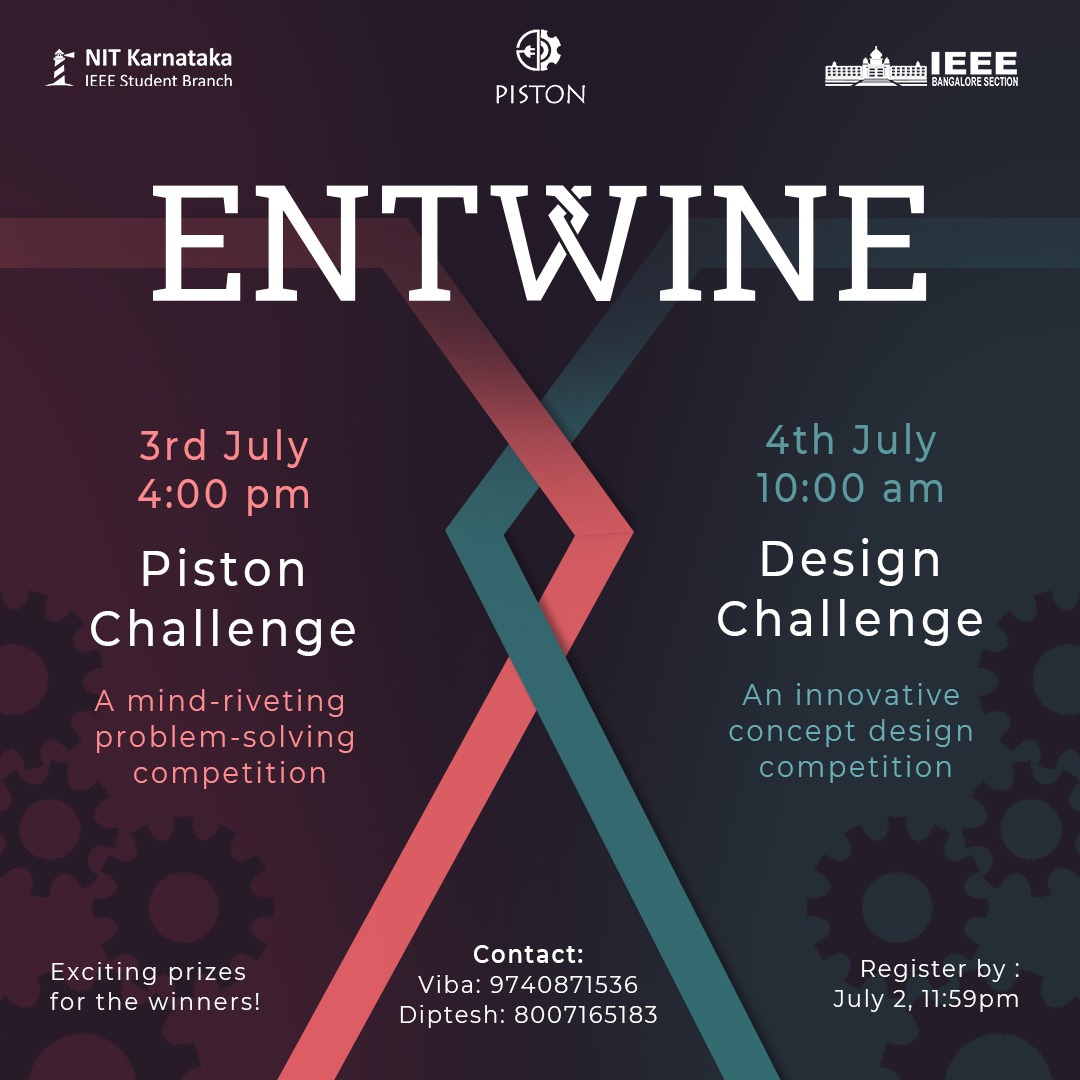 NIT Karnataka
IEEE Student Branch
PISTON
IEEE
BANGALORE SECTION
ENTWINE
3rd July
4:00 pm
Piston
Challenge
A mind-riveting
problem-solving
competition
4th July
10:00 am
Design
Challenge
An innovative
concept design
competition
Exciting prizes
for the winners!
Contact:
Viba: 9740871536
Diptesh: 8007165183
Register by :
July 2, 11:59pm